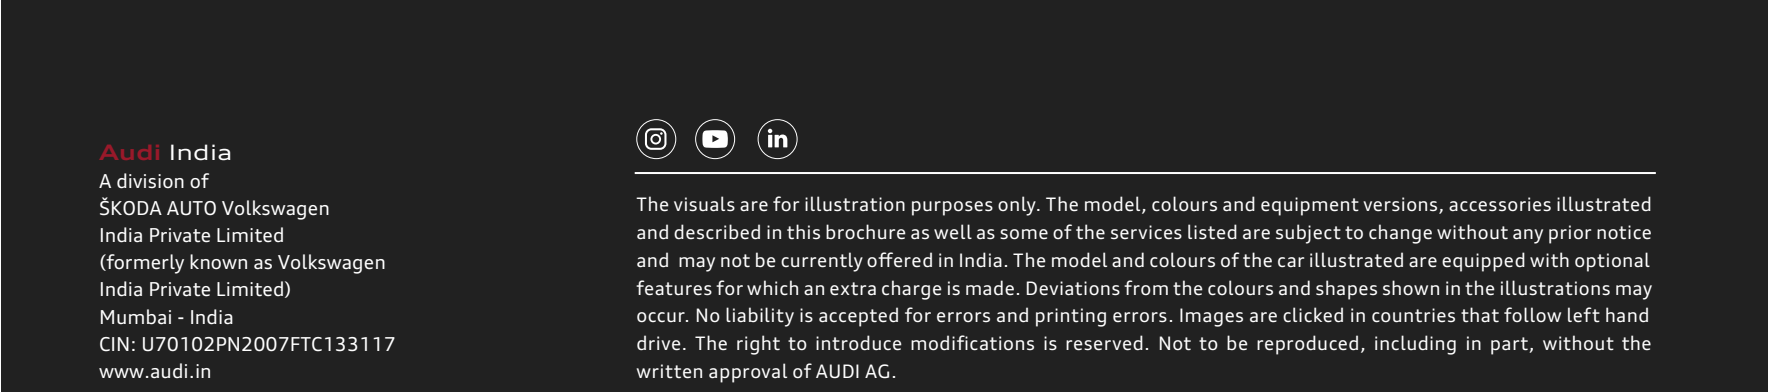 Audi India
A division of
ŠKODA AUTO Volkswagen
India Private Limited
(formerly known as Volkswagen
India Private Limited)
Mumbai - India
CIN: U70102PN2007FTC133117
www.audi.in
in
The visuals are for illustration purposes only. The model, colours and equipment versions, accessories illustrated
and described in this brochure as well as some of the services listed are subject to change without any prior notice
and may not be currently offered in India. The model and colours of the car illustrated are equipped with optional
features for which an extra charge is made. Deviations from the colours and shapes shown in the illustrations may
occur. No liability is accepted for errors and printing errors. Images are clicked in countries that follow left hand
drive. The right to introduce modifications is reserved. Not to be reproduced, including in part, without the
written approval of AUDI AG.